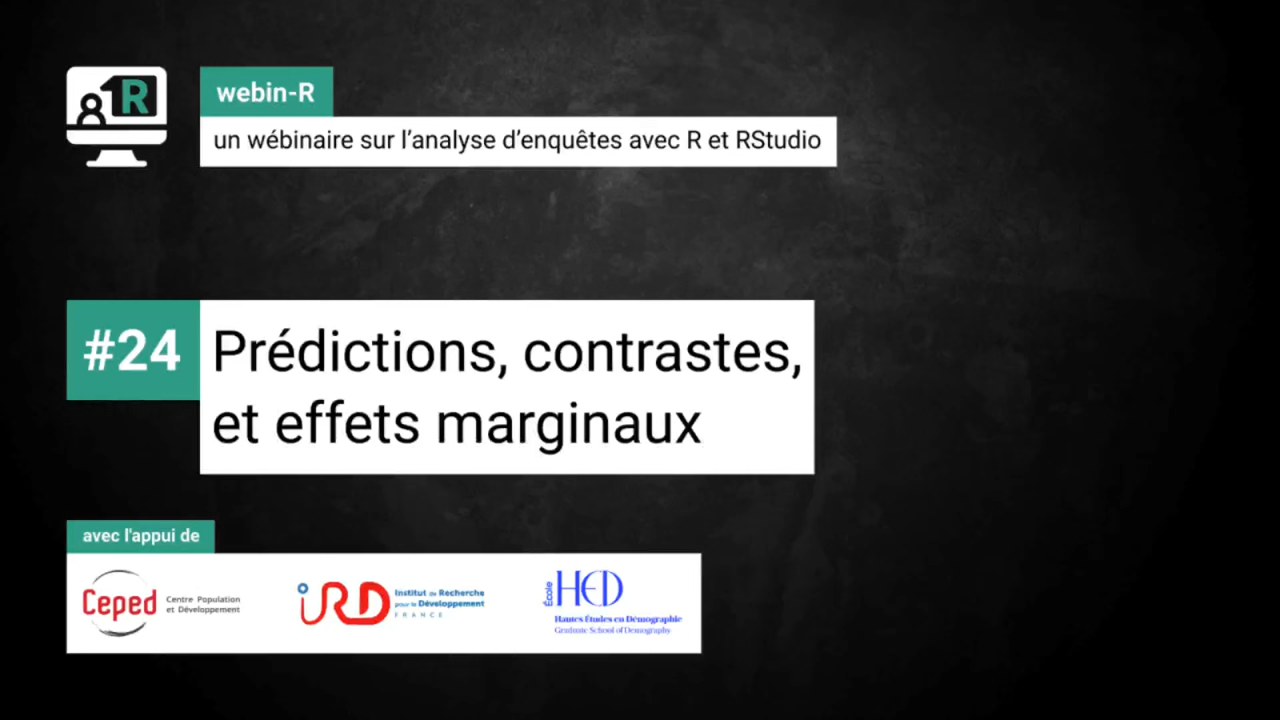 R
webin-R
un wébinaire sur l’analyse d’enquêtes avec R et RStudio
#24
Prédictions, contrastes,
et effets marginaux
avec l'appui de
Ceped
Centre Population
et Développement
IRD
Institut de Recherche
pour le Développement
FRANCE
École
HED
Hautes Études en Démographie
Graduate School of Demography